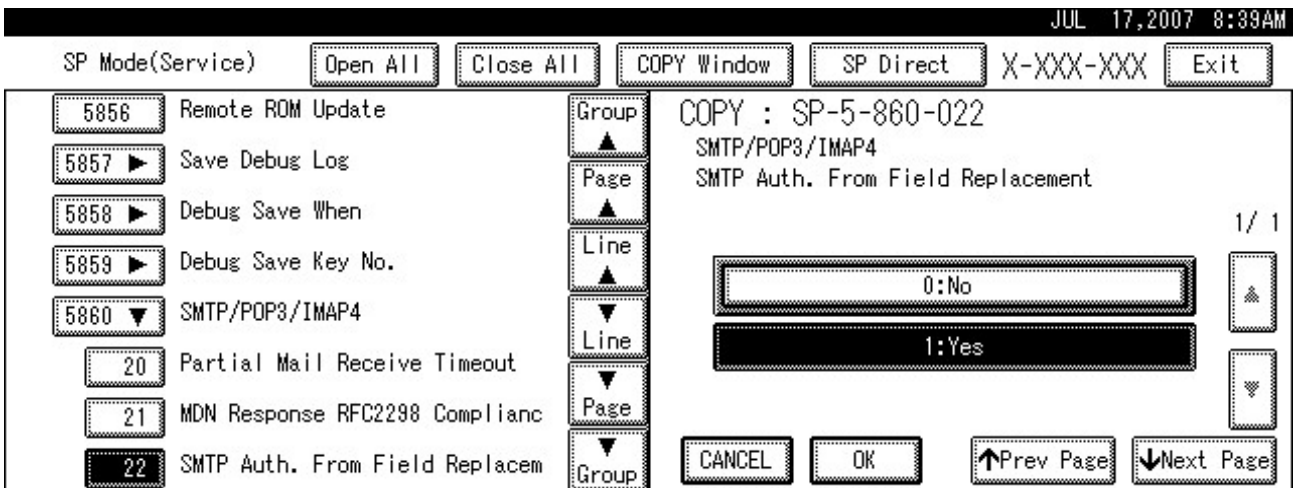 JUL 17,2007 8:39AM
SP Mode(Service) Open All Close All COPY Window SP Direct X-XXX-XXX Exit
5856 Remote ROM Update
5857 ▶ Save Debug Log
5858 ▶ Debug Save When
5859 ▶ Debug Save Key No.
5860 ▼ SMTP/POP3/IMAP4
20 Partial Mail Receive Timeout
21 MDN Response RFC2298 Complianc
22 SMTP Auth. From Field Replacem
Group
▲
Page
▲
Line
▲
▼
Line
▼
Page
▼
Group
COPY : SP-5-860-022
SMTP/POP3/IMAP4
SMTP Auth. From Field Replacement
1/ 1
0:No
1:Yes
CANCEL OK ↑Prev Page ↓Next Page